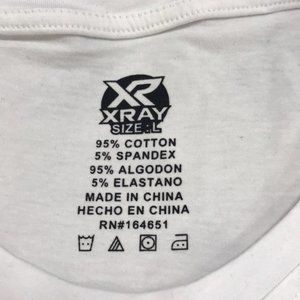 XR
XRAY
SIZE:L
95% COTTON
5% SPANDEX
95% ALGODON
5% ELASTANO
MADE IN CHINA
HECHO EN CHINA
RN#164651